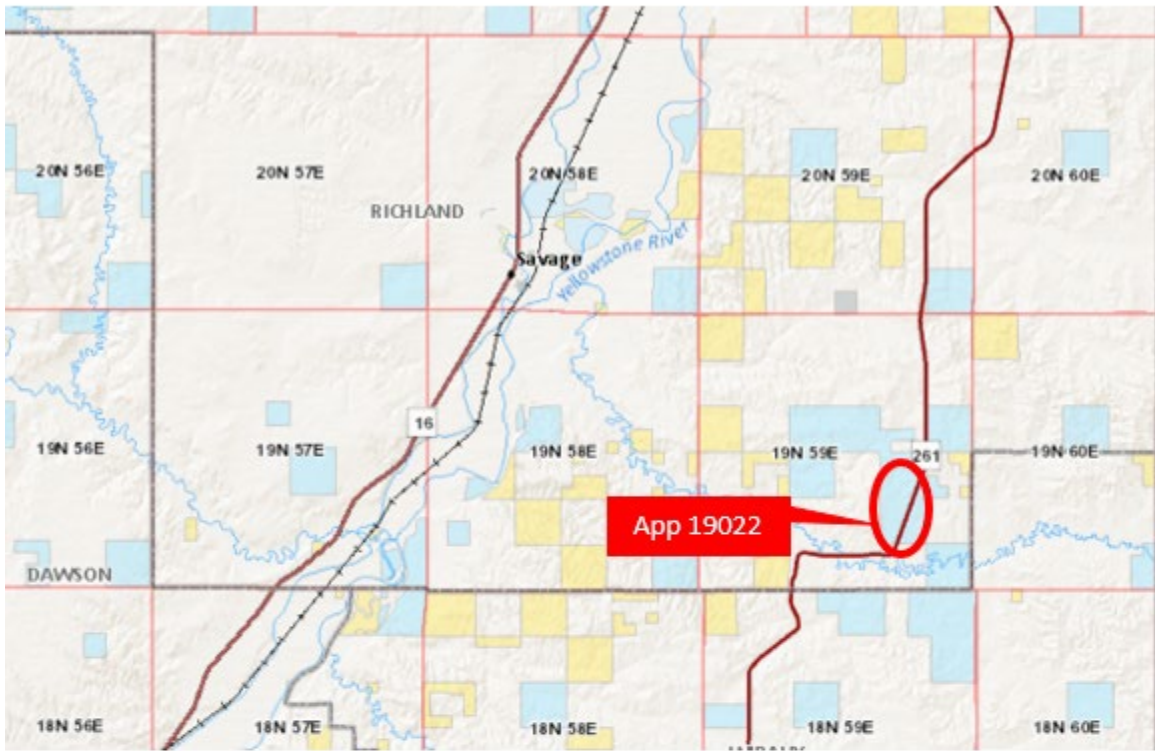 20N 56E
20N 57E
20N 58E
20N 59E
20N 60E
RICHLAND
Savage
Yellowstone River
16
19N 56E
19N 57E
19N 58E
19N 59E
261
19N 60E
App 19022
DAWSON
18N 56E
18N 57E
18N 58E
18N 59E
18N 60E